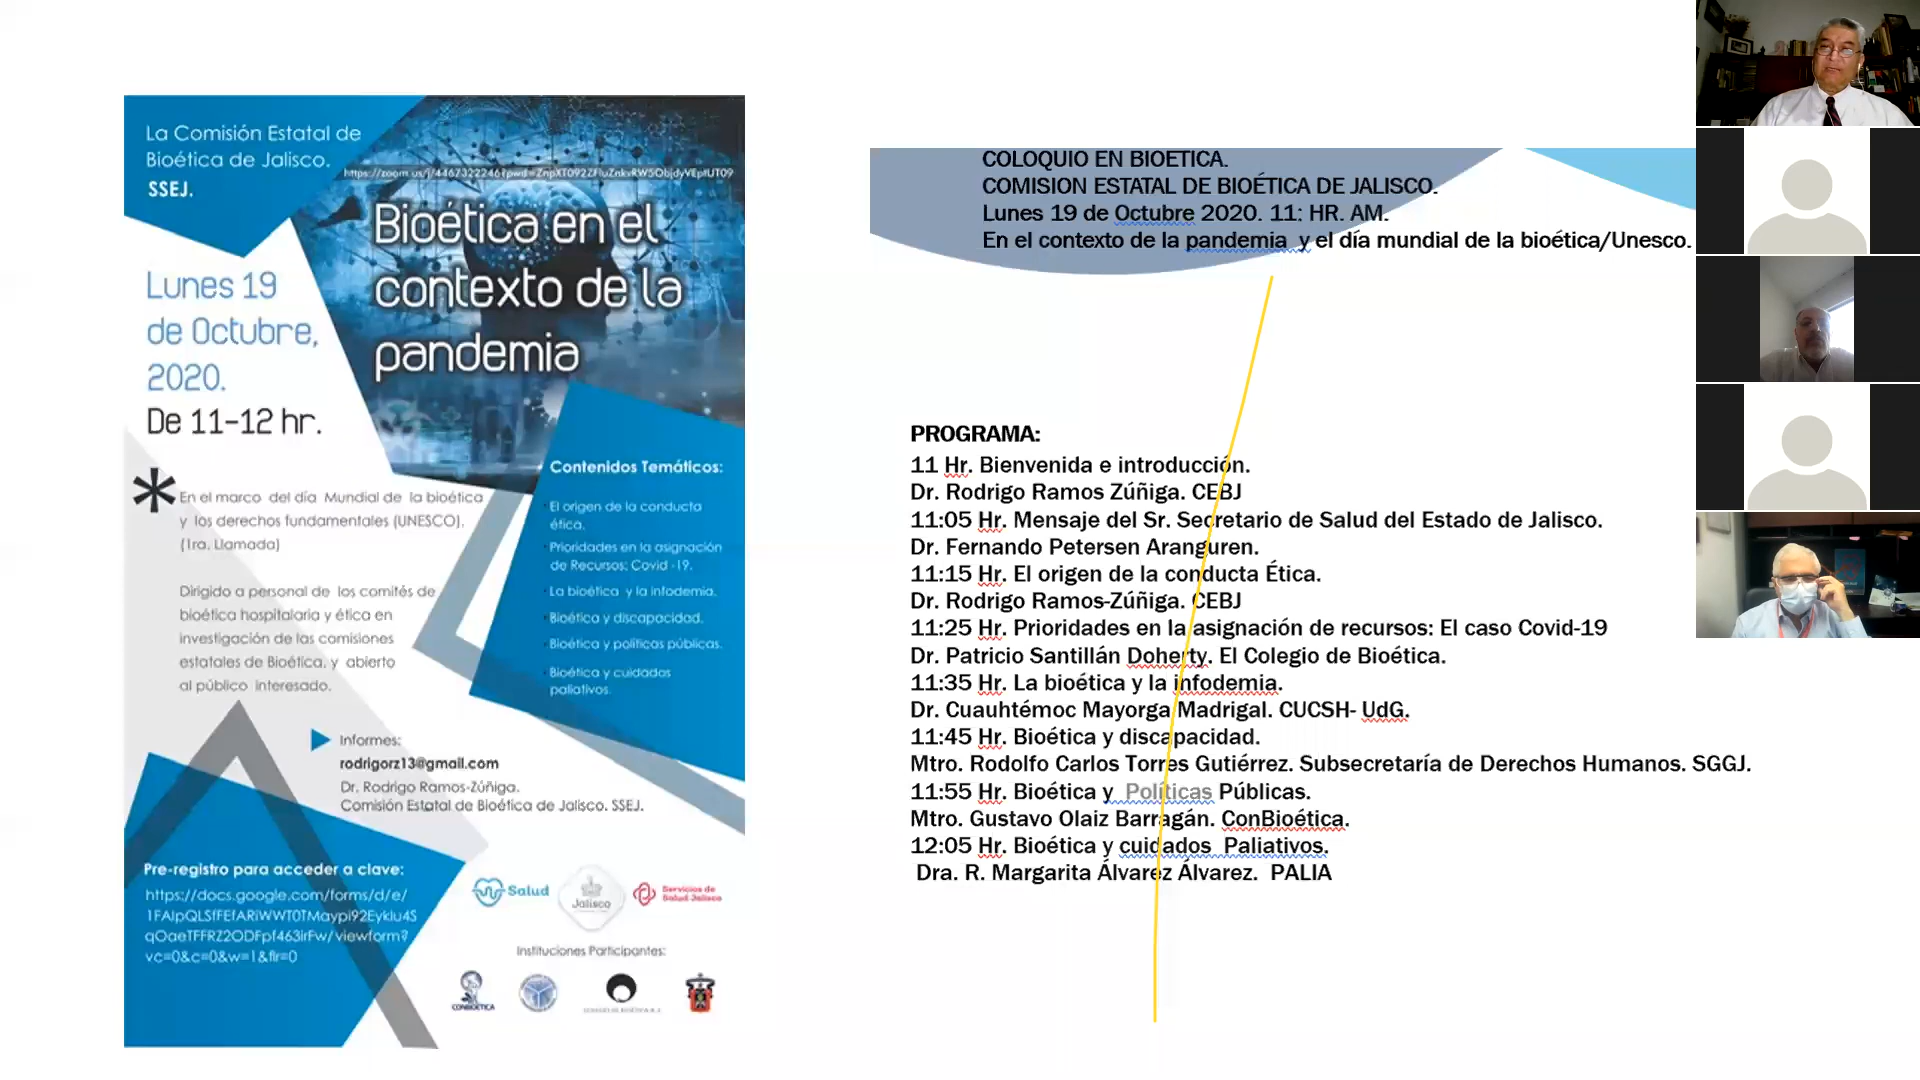 La Comisión Estatal de
Bioética de Jalisco.
SSEJ.
Bioética en el
contexto de la
pandemia
Lunes 19
de Octubre,
2020.
De 11-12 hr.
* En el marco del día Mundial de la bioética
y los derechos fundamentales (UNESCO).
(1ra. Llamada)
Dirigido a personal de los comités de
bioética hospitalaria y ética en
investigación de las comisiones
estatales de Bioética, y abierto
al público interesado.
Contenidos Temáticos:
El origen de la conducta
ética.
Prioridades en la asignación
de Recursos: Covid -19.
La bioética y la infodemia.
Bioética y discapacidad.
Bioética y políticas públicas.
Bioética y cuidados
paliativos.
Informes:
rodrigorz13@gmail.com
Dr. Rodrigo Ramos-Zúñiga.
Comisión Estatal de Bioética de Jalisco. SSEJ.
Pre-registro para acceder a clave:
https://docs.google.com/forms/d/e/
vc=0&c=0&w=1&flr=0
Salud
Jalisco
Servicios de
Salud Jalisco
Instituciones Participantes:
CONBIOÉTICA
COLOQUIO EN BIOETICA.
COMISION ESTATAL DE BIOÉTICA DE JALISCO.
Lunes 19 de Octubre 2020. 11: HR. AM.
En el contexto de la pandemia y el día mundial de la bioética/Unesco.
PROGRAMA:
11 Hr. Bienvenida e introducción.
Dr. Rodrigo Ramos Zúñiga. CEBJ
11:05 Hr. Mensaje del Sr. Secretario de Salud del Estado de Jalisco.
Dr. Fernando Petersen Aranguren.
11:15 Hr. El origen de la conducta Ética.
Dr. Rodrigo Ramos-Zúñiga. CEBJ
11:25 Hr. Prioridades en la asignación de recursos: El caso Covid-19
Dr. Patricio Santillán Doherty. El Colegio de Bioética.
11:35 Hr. La bioética y la infodemia.
Dr. Cuauhtémoc Mayorga Madrigal. CUCSH- UdG.
11:45 Hr. Bioética y discapacidad.
Mtro. Rodolfo Carlos Torres Gutiérrez. Subsecretaría de Derechos Humanos. SGGJ.
11:55 Hr. Bioética y Políticas Públicas.
Mtro. Gustavo Olaiz Barragán. ConBioética.
12:05 Hr. Bioética y cuidados Paliativos.
Dra. R. Margarita Álvarez Álvarez. PALIA